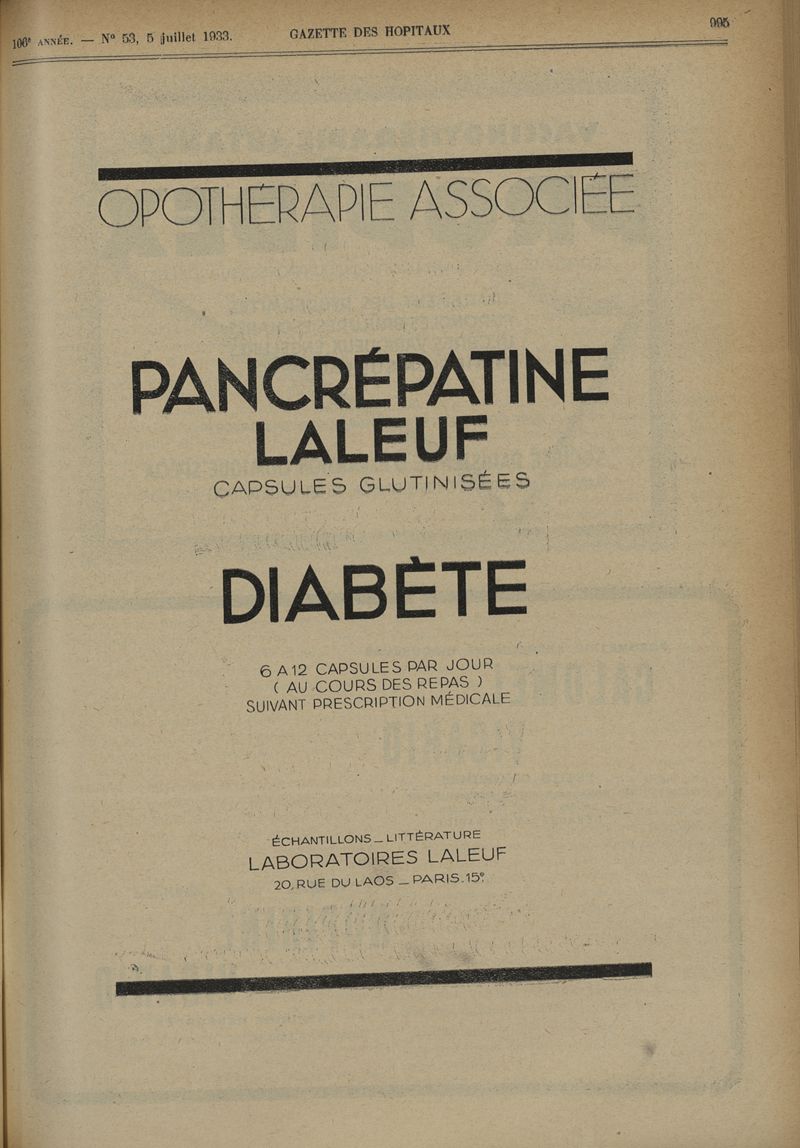 106e ANNÉE. — N° 53, 5 juillet 1933.
GAZETTE DES HOPITAUX
995
OPOTHÉRAPIE ASSOCIÉE
PANCRÉPATINE
LALEUF
CAPSULES GLUTINISÉES
DIABÈTE
6 A 12 CAPSULES PAR JOUR
( AU COURS DES REPAS )
SUIVANT PRESCRIPTION MÉDICALE
ÉCHANTILLONS _ LITTÉRATURE
LABORATOIRES LALEUF
20, RUE DU LAOS _ PARIS.15e